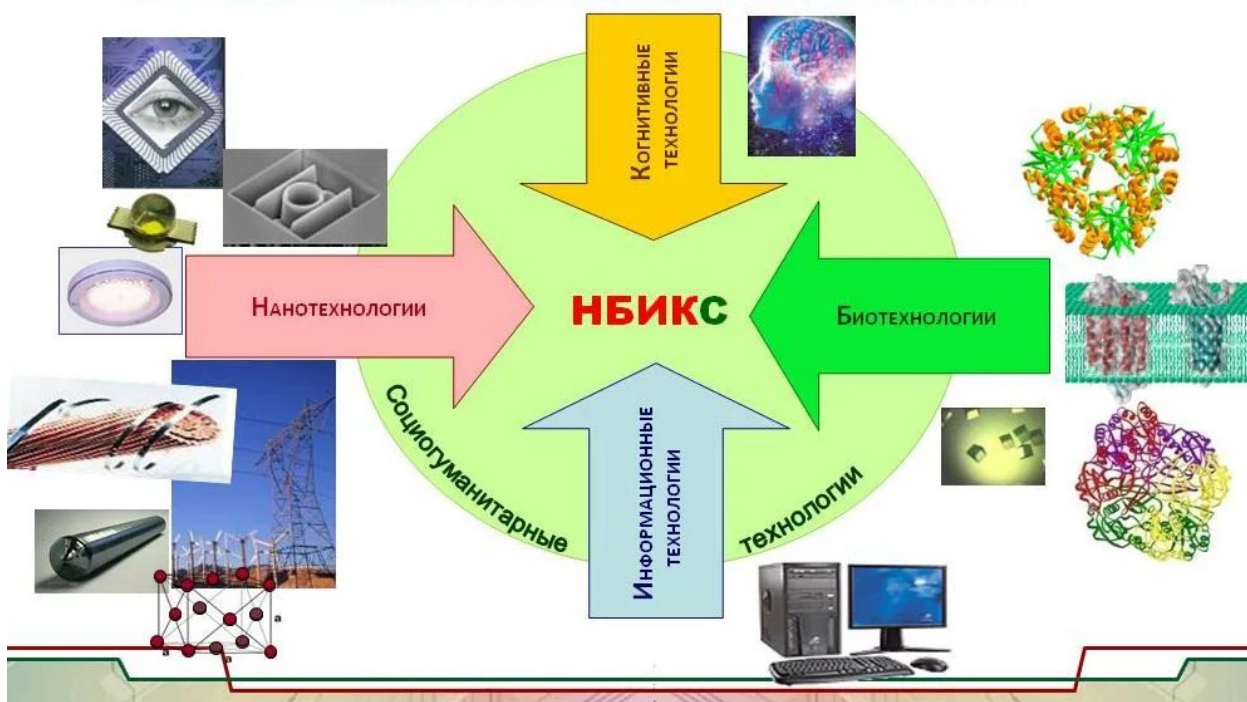 Когнитивные
технологии
Нанотехнологии
НБИКС
Биотехнологии
Социогуманитарные
технологии
Информационные
технологии
a
a
a